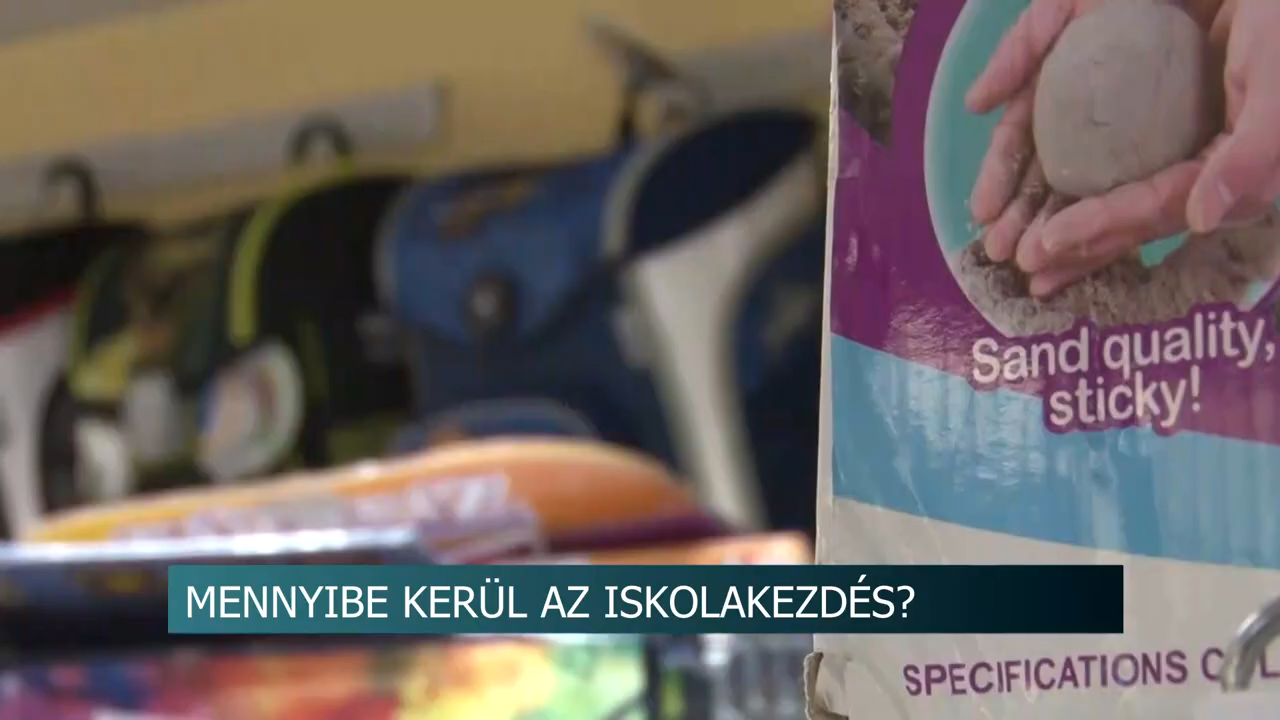 Sand quality,
sticky!
MENNYIBE KERÜL AZ ISKOLAKEZDÉS?
SPECIFICATIONS